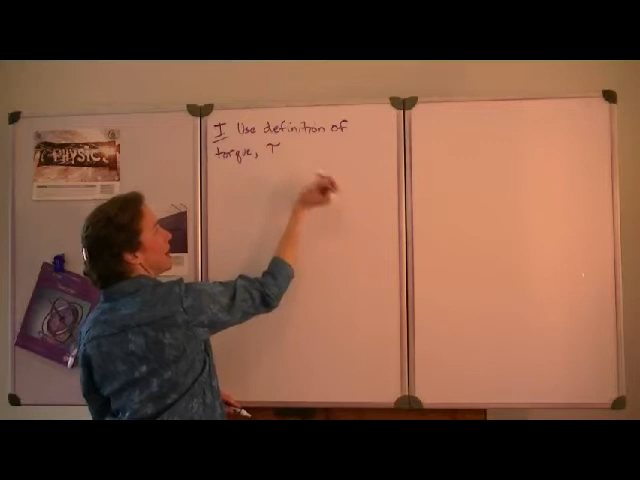 PHYSICS
I Use definition of
torque, τ